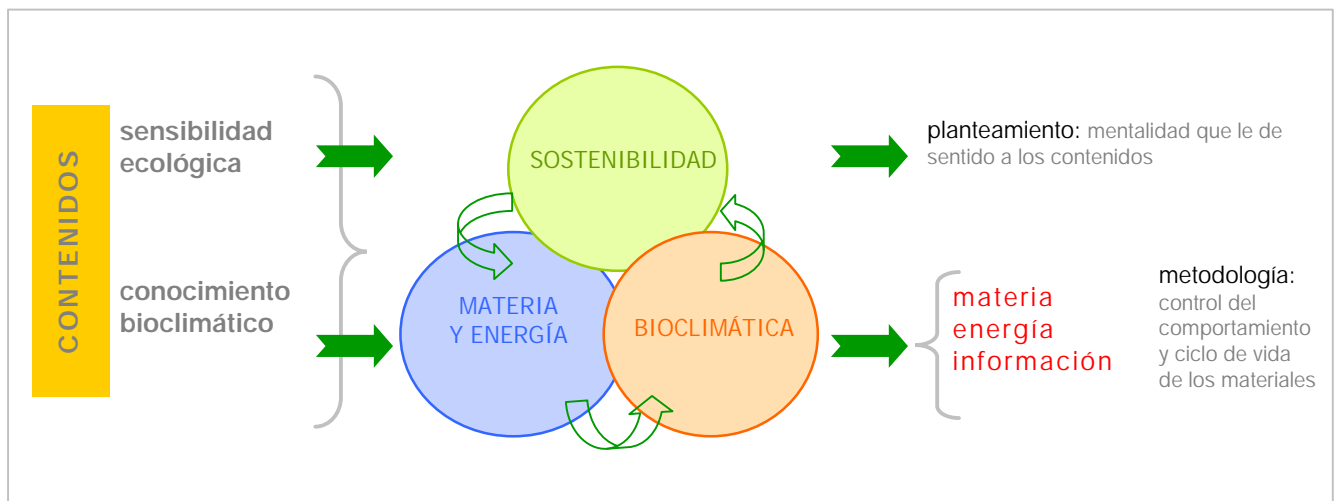 CONTENIDOS
sensibilidad
ecológica
conocimiento
bioclimático
SOSTENIBILIDAD
MATERIA
Y ENERGÍA
BIOCLIMÁTICA
planteamiento: mentalidad que le de
sentido a los contenidos
materia
energía
información
metodología:
control del
comportamiento
y ciclo de vida
de los materiales